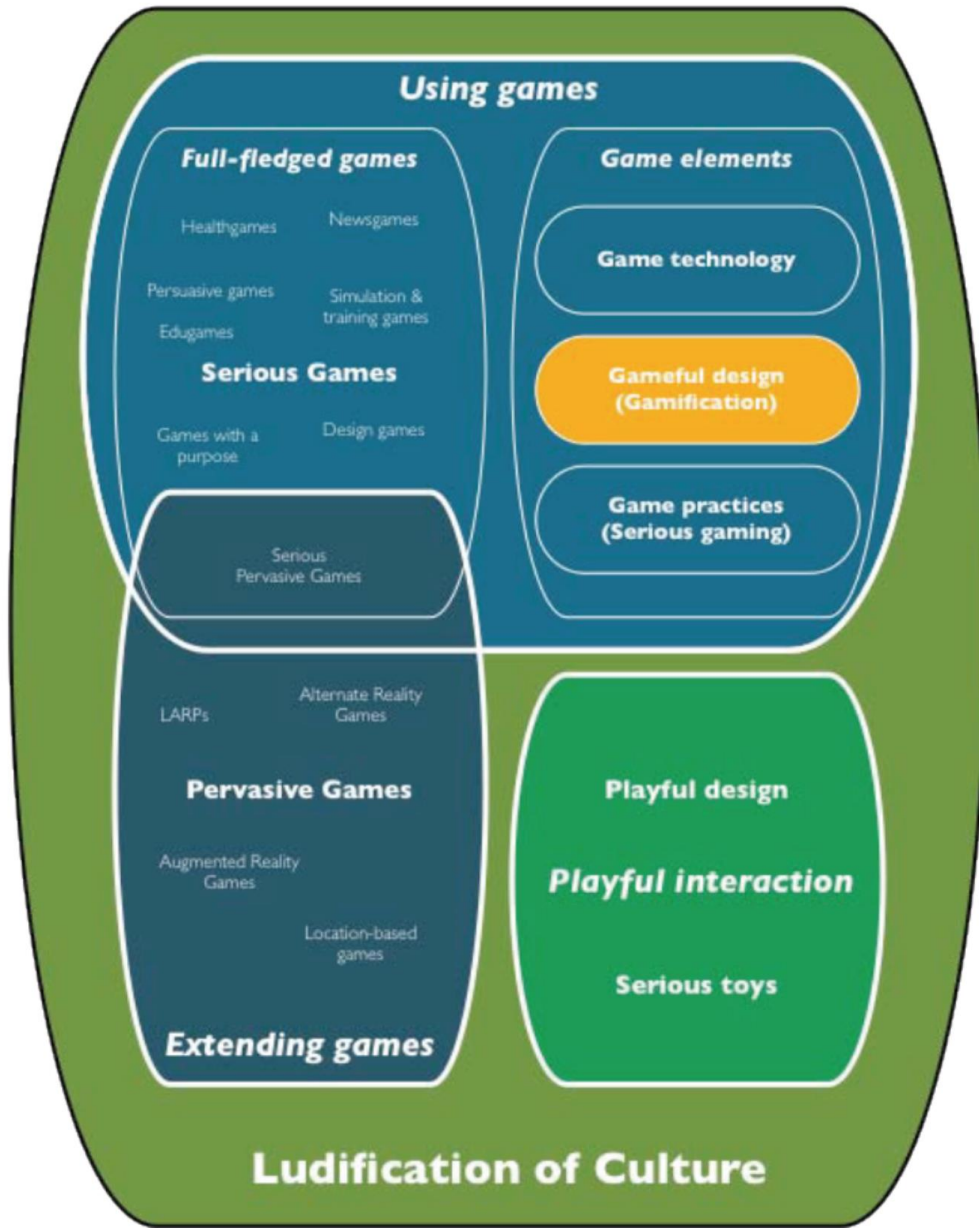 Using games
Full-fledged games
Healthgames
Newsgames
Persuasive games
Simulation &
training games
Edugames
Serious Games
Games with a
purpose
Design games
Game elements
Game technology
Gameful design
(Gamification)
Game practices
(Serious gaming)
Serious
Pervasive Games
LARPs
Alternate Reality
Games
Pervasive Games
Augmented Reality
Games
Location-based
games
Extending games
Playful design
Playful interaction
Serious toys
Ludification of Culture